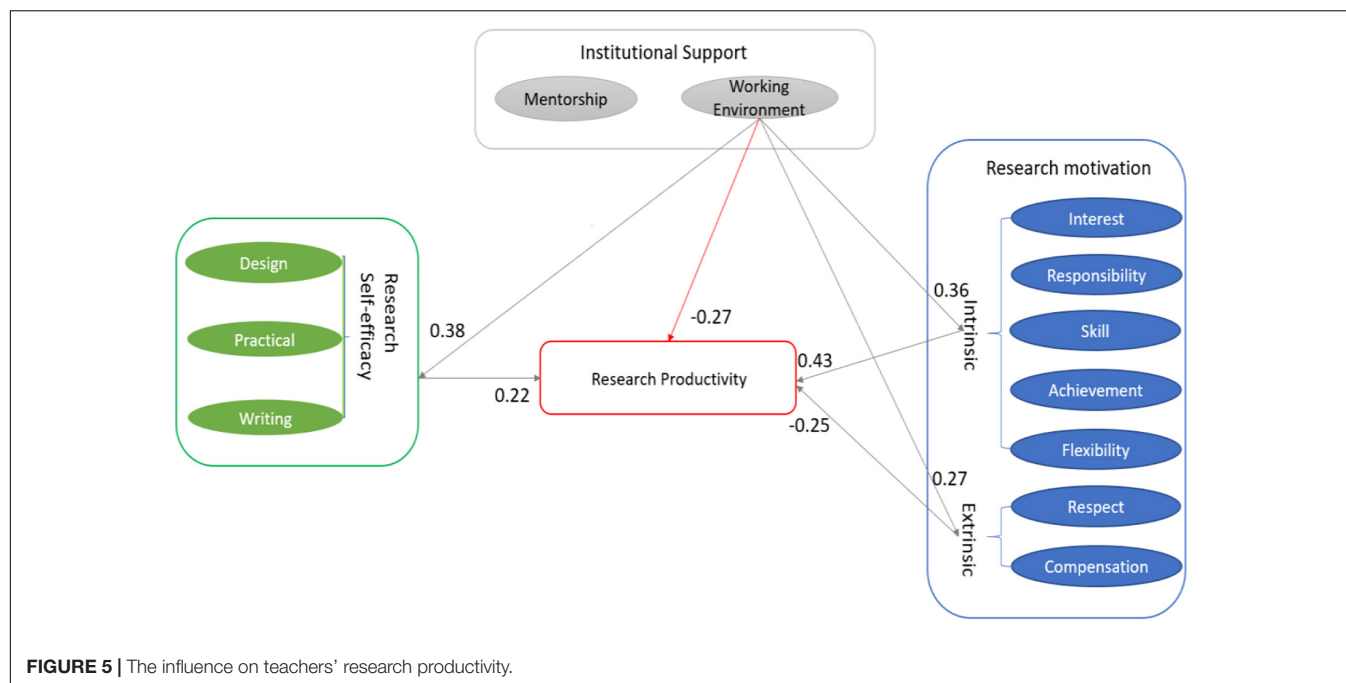 Institutional Support
Mentorship
Working
Environment
Research motivation
Interest
Responsibility
Skill
Achievement
Flexibility
Respect
Compensation
Intrinsic
Extrinsic
0.36
0.27
Design
Practical
Writing
Research
Self-efficacy
0.38
-0.27
0.43
0.22
-0.25
Research Productivity
FIGURE 5 | The influence on teachers’ research productivity.